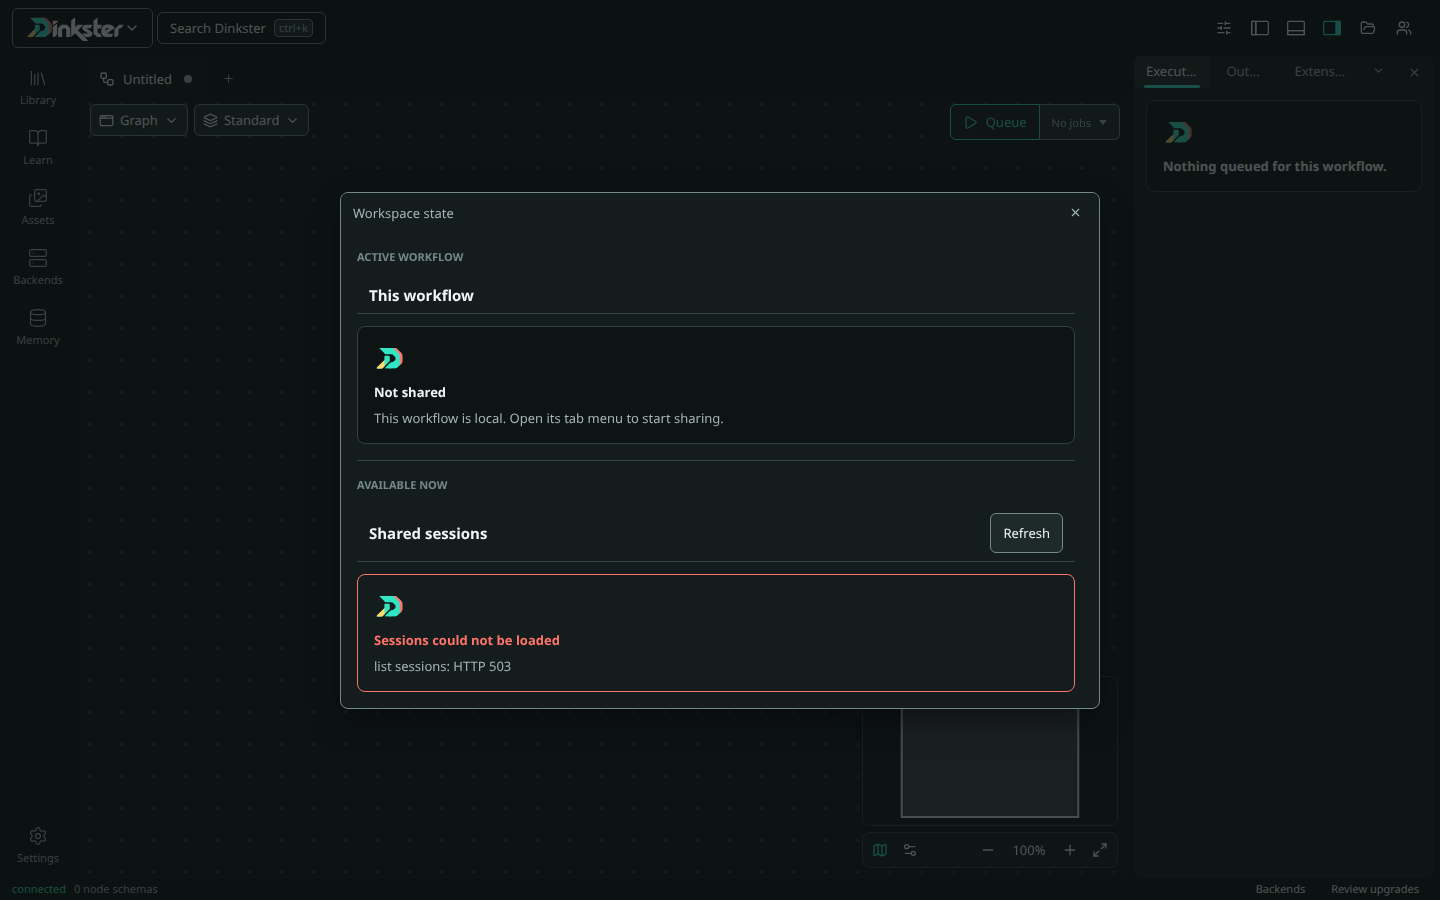 Dinkster
Search Dinkster ctrl+k
Untitled
Execut...
Out...
Extens...
Library
Learn
Assets
Backends
Memory
Settings
Graph
Standard
Queue
No jobs
Nothing queued for this workflow.
Workspace state
ACTIVE WORKFLOW
This workflow
Not shared
This workflow is local. Open its tab menu to start sharing.
AVAILABLE NOW
Shared sessions
Refresh
Sessions could not be loaded
list sessions: HTTP 503
100%
connected 0 node schemas
Backends
Review upgrades